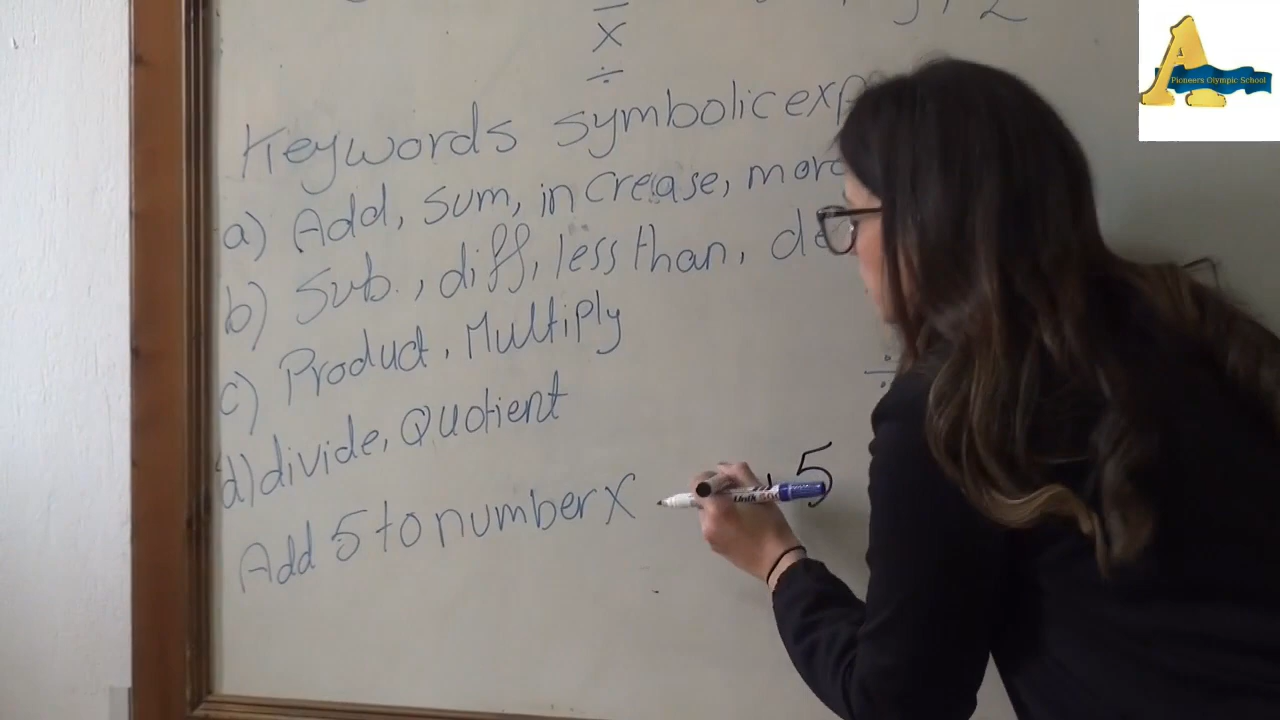 x
÷
Keywords symbolic exp
a) Add, sum, increase, more
b) Sub., diff, less than, de
c) Product, Multiply
÷
d) divide, Quotient
Add 5 to number x 5
A
Pioneers Olympic School